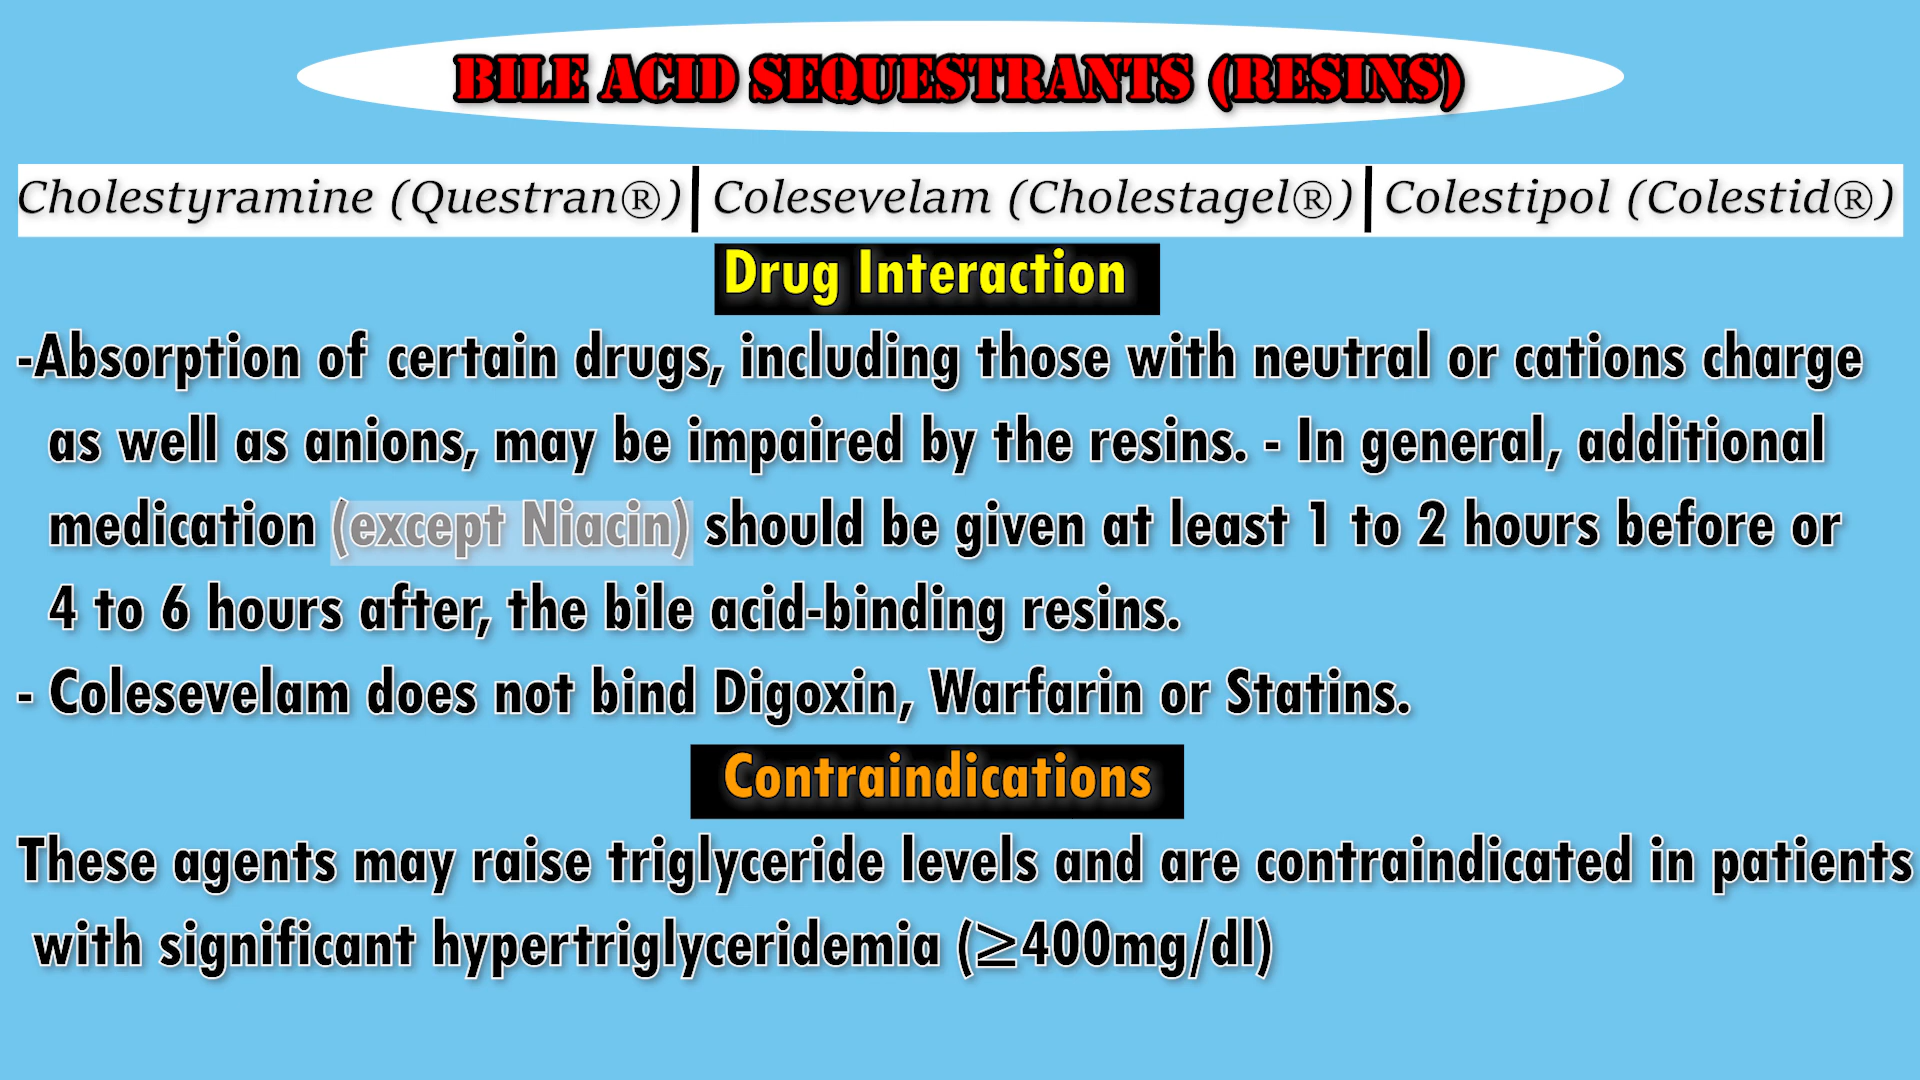 BILE ACID SEQUESTRANTS (RESINS)
Cholestyramine (Questran®)| Colesevelam (Cholestagel®)| Colestipol (Colestid®)
Drug Interaction
-Absorption of certain drugs, including those with neutral or cations charge
as well as anions, may be impaired by the resins. - In general, additional
medication (except Niacin) should be given at least 1 to 2 hours before or
4 to 6 hours after, the bile acid-binding resins.
- Colesevelam does not bind Digoxin, Warfarin or Statins.
Contraindications
These agents may raise triglyceride levels and are contraindicated in patients
with significant hypertriglyceridemia (≥400mg/dl)